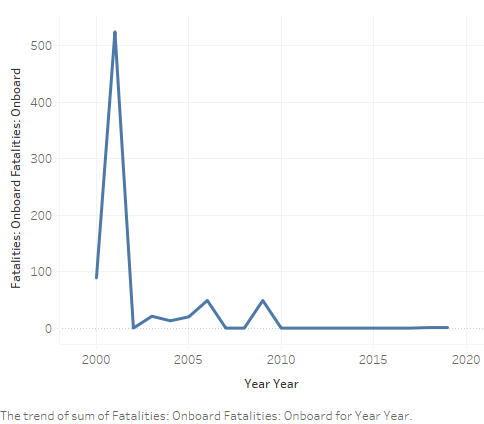 500
400
300
200
100
0
Fatalities: Onboard Fatalities: Onboard
2000 2005 2010 2015 2020
Year Year
The trend of sum of Fatalities: Onboard Fatalities: Onboard for Year Year.